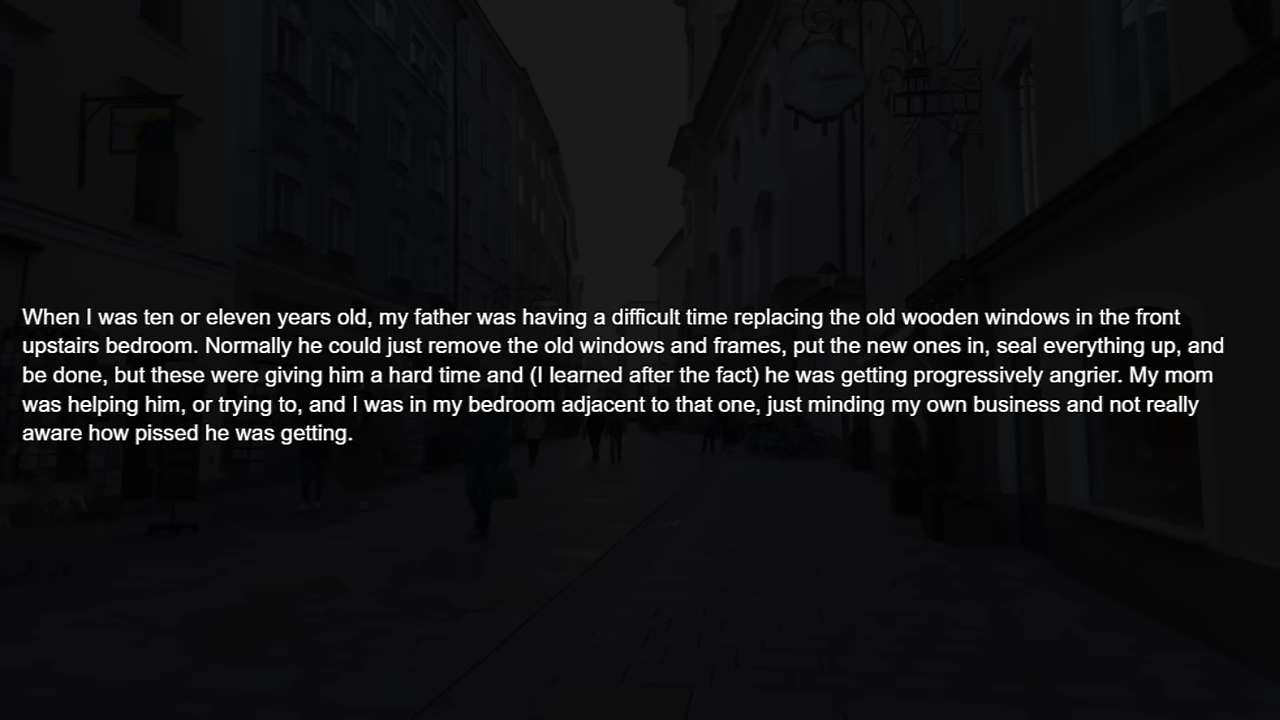 When I was ten or eleven years old, my father was having a difficult time replacing the old wooden windows in the front
upstairs bedroom. Normally he could just remove the old windows and frames, put the new ones in, seal everything up, and
be done, but these were giving him a hard time and (I learned after the fact) he was getting progressively angrier. My mom
was helping him, or trying to, and I was in my bedroom adjacent to that one, just minding my own business and not really
aware how pissed he was getting.